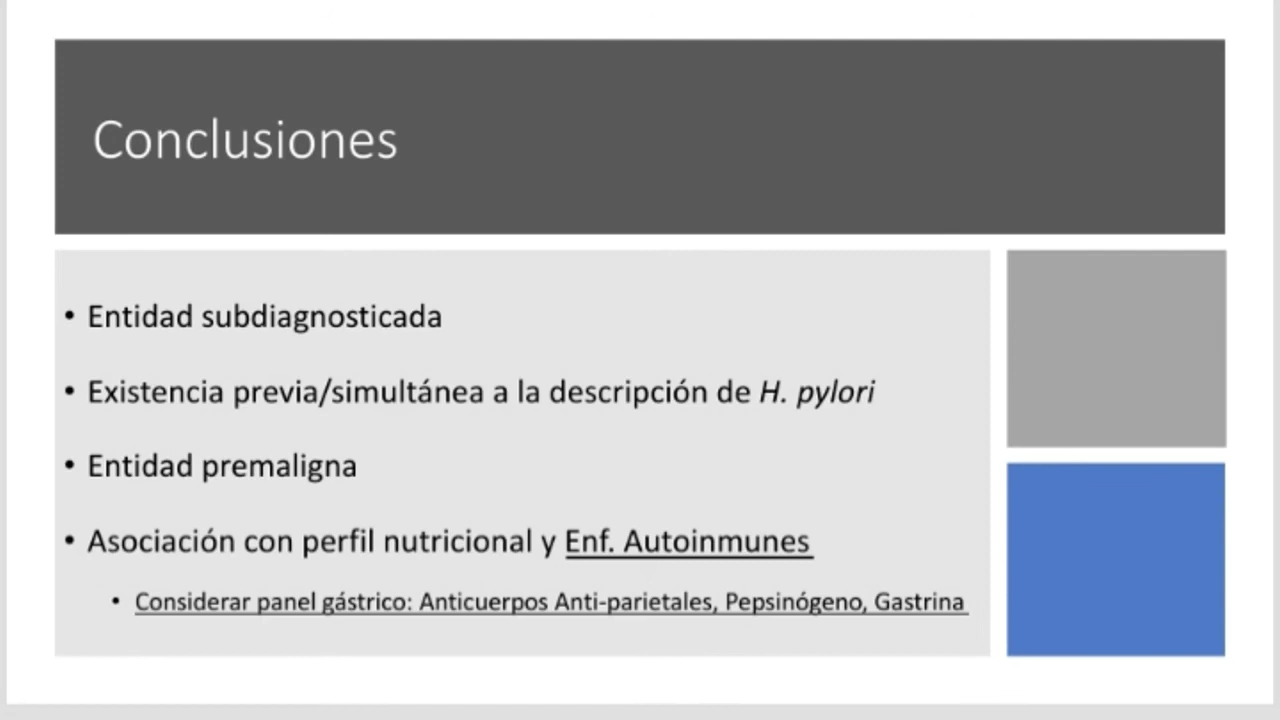 Conclusiones
• Entidad subdiagnosticada
• Existencia previa/simultánea a la descripción de H. pylori
• Entidad premaligna
• Asociación con perfil nutricional y Enf. Autoinmunes
• Considerar panel gástrico: Anticuerpos Anti-parietales, Pepsinógeno, Gastrina